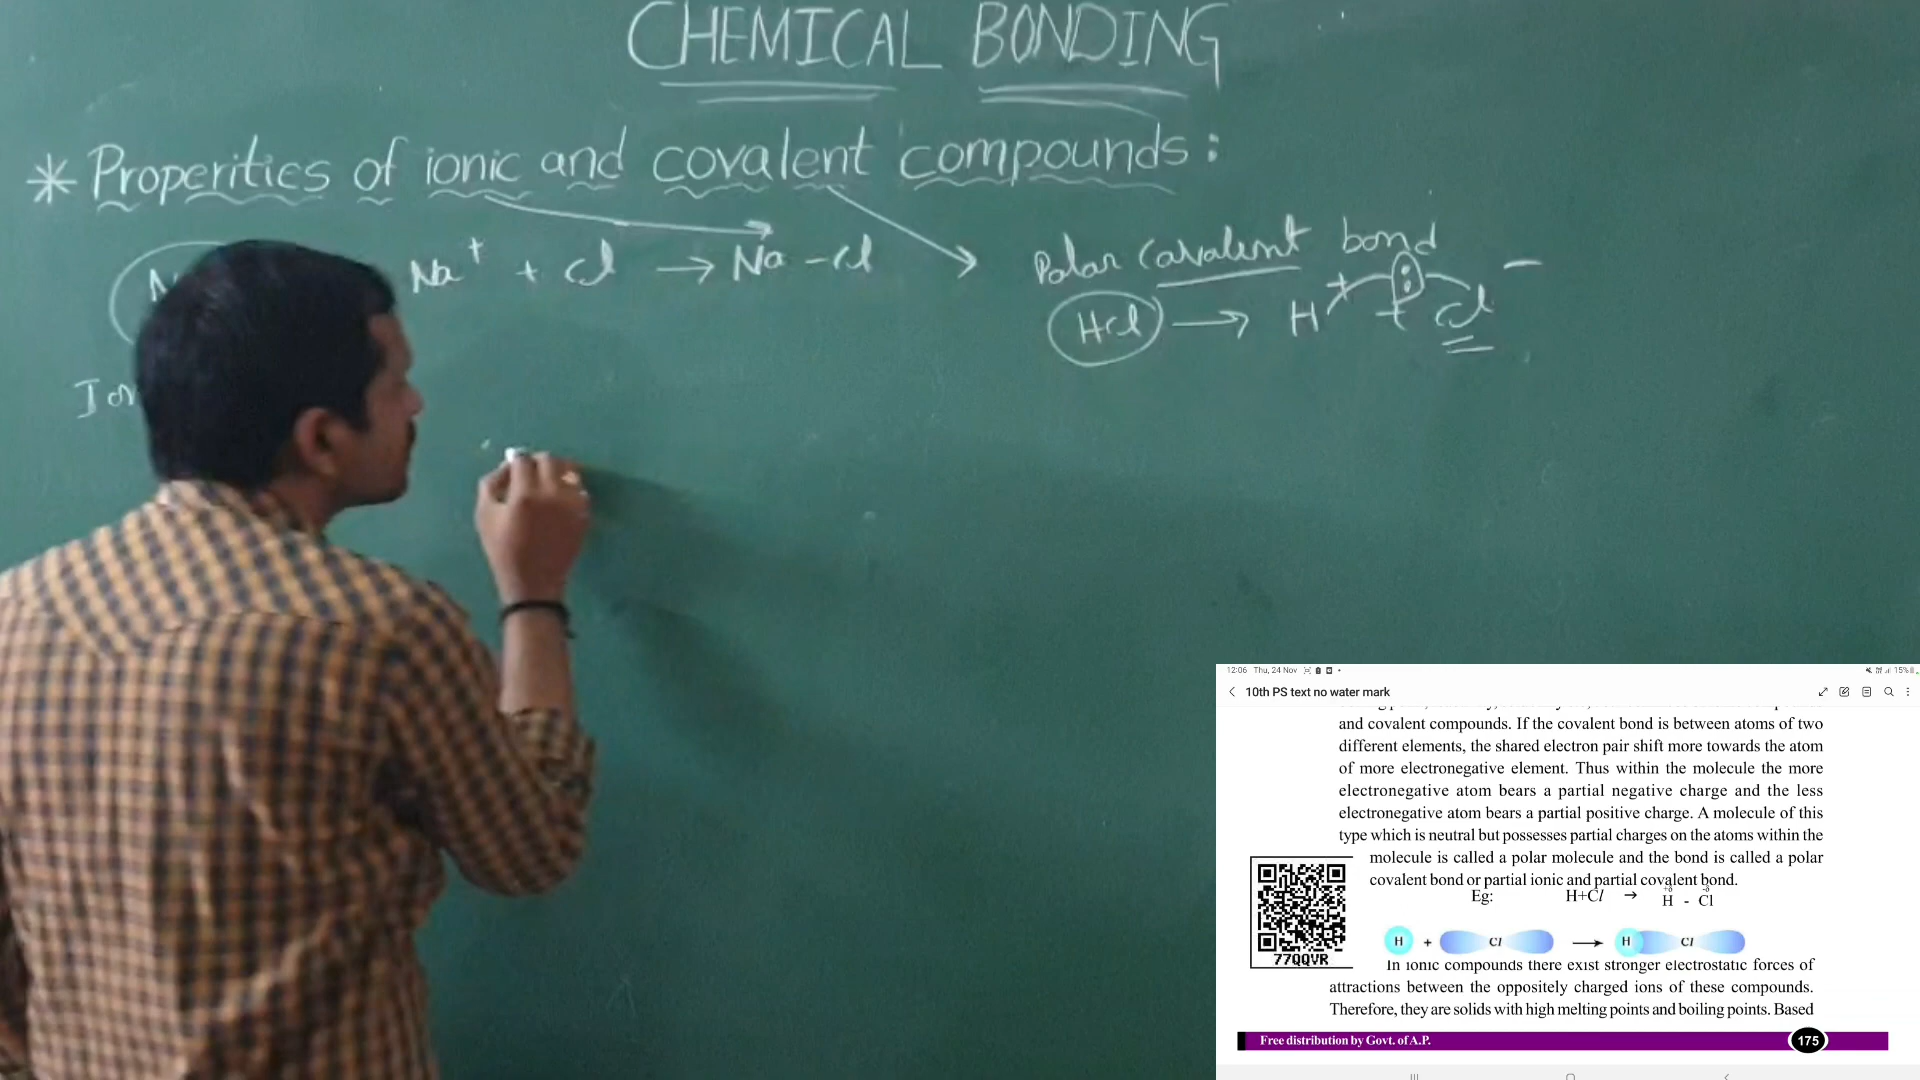 CHEMICAL BONDING
* Properities of ionic and covalent compounds:
Na⁺ + Cl → Na - Cl
Polar Covalent bond
HCl → H⁺ : Cl⁻
12:06 Thu, 24 Nov
15%
10th PS text no water mark
and covalent compounds. If the covalent bond is between atoms of two
different elements, the shared electron pair shift more towards the atom
of more electronegative element. Thus within the molecule the more
electronegative atom bears a partial negative charge and the less
electronegative atom bears a partial positive charge. A molecule of this
type which is neutral but possesses partial charges on the atoms within the
molecule is called a polar molecule and the bond is called a polar
covalent bond or partial ionic and partial covalent bond.
Eg: H+Cl → H - Cl
H + Cl → H Cl
77QQVR
In ionic compounds there exist stronger electrostatic forces of
attractions between the oppositely charged ions of these compounds.
Therefore, they are solids with high melting points and boiling points. Based
Free distribution by Govt. of A.P.
175